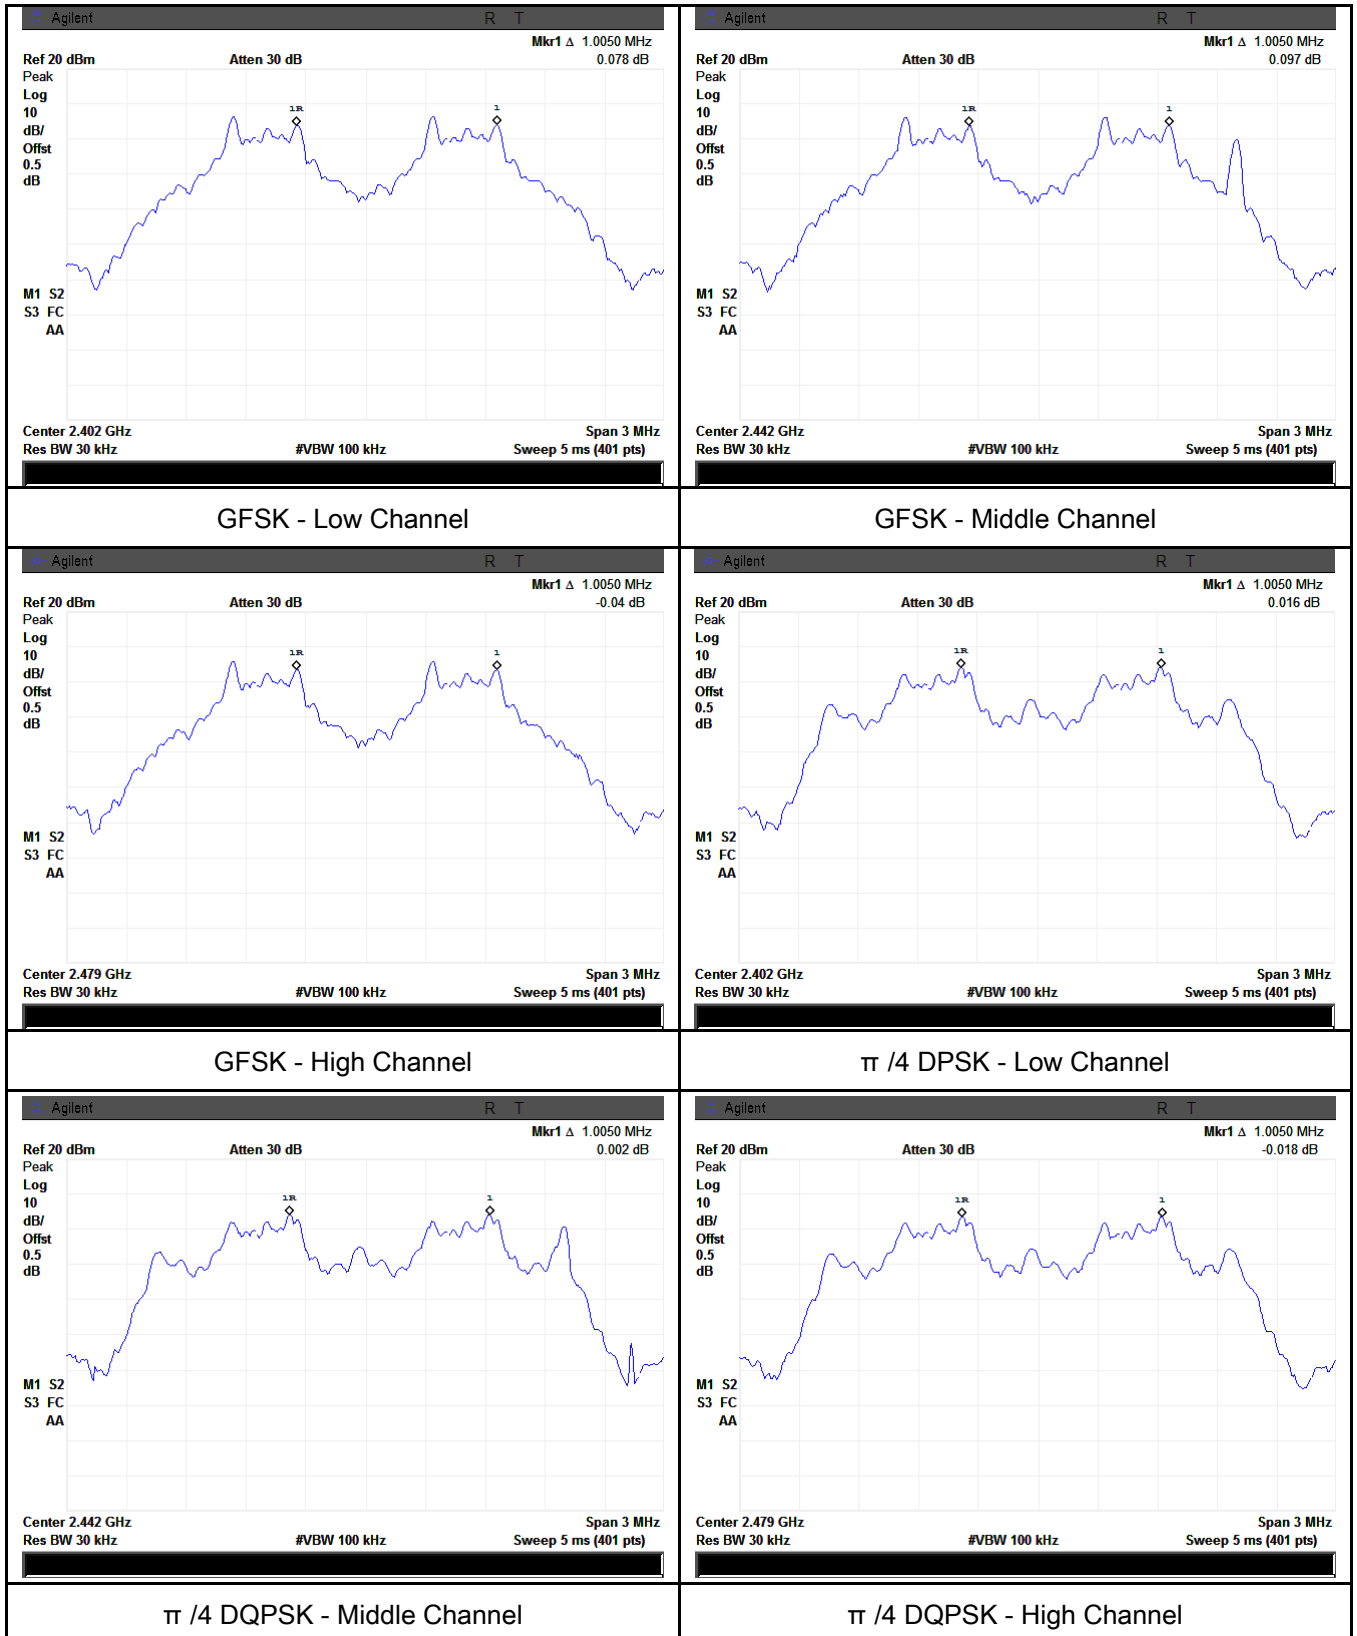 Agilent R T
Mkr1 Δ 1.0050 MHz
Ref 20 dBm Atten 30 dB 0.078 dB
Peak
Log
10
dB/
Offst
0.5
dB
1R 1
M1 S2
S3 FC
AA
Center 2.402 GHz Span 3 MHz
Res BW 30 kHz #VBW 100 kHz Sweep 5 ms (401 pts)
GFSK - Low Channel
Agilent R T
Mkr1 Δ 1.0050 MHz
Ref 20 dBm Atten 30 dB 0.097 dB
Peak
Log
10
dB/
Offst
0.5
dB
1R 1
M1 S2
S3 FC
AA
Center 2.442 GHz Span 3 MHz
Res BW 30 kHz #VBW 100 kHz Sweep 5 ms (401 pts)
GFSK - Middle Channel
Agilent R T
Mkr1 Δ 1.0050 MHz
Ref 20 dBm Atten 30 dB -0.04 dB
Peak
Log
10
dB/
Offst
0.5
dB
1R 1
M1 S2
S3 FC
AA
Center 2.479 GHz Span 3 MHz
Res BW 30 kHz #VBW 100 kHz Sweep 5 ms (401 pts)
GFSK - High Channel
Agilent R T
Mkr1 Δ 1.0050 MHz
Ref 20 dBm Atten 30 dB 0.016 dB
Peak
Log
10
dB/
Offst
0.5
dB
1R 1
M1 S2
S3 FC
AA
Center 2.402 GHz Span 3 MHz
Res BW 30 kHz #VBW 100 kHz Sweep 5 ms (401 pts)
π /4 DPSK - Low Channel
Agilent R T
Mkr1 Δ 1.0050 MHz
Ref 20 dBm Atten 30 dB 0.002 dB
Peak
Log
10
dB/
Offst
0.5
dB
1R 1
M1 S2
S3 FC
AA
Center 2.442 GHz Span 3 MHz
Res BW 30 kHz #VBW 100 kHz Sweep 5 ms (401 pts)
π /4 DQPSK - Middle Channel
Agilent R T
Mkr1 Δ 1.0050 MHz
Ref 20 dBm Atten 30 dB -0.018 dB
Peak
Log
10
dB/
Offst
0.5
dB
1R 1
M1 S2
S3 FC
AA
Center 2.479 GHz Span 3 MHz
Res BW 30 kHz #VBW 100 kHz Sweep 5 ms (401 pts)
π /4 DQPSK - High Channel